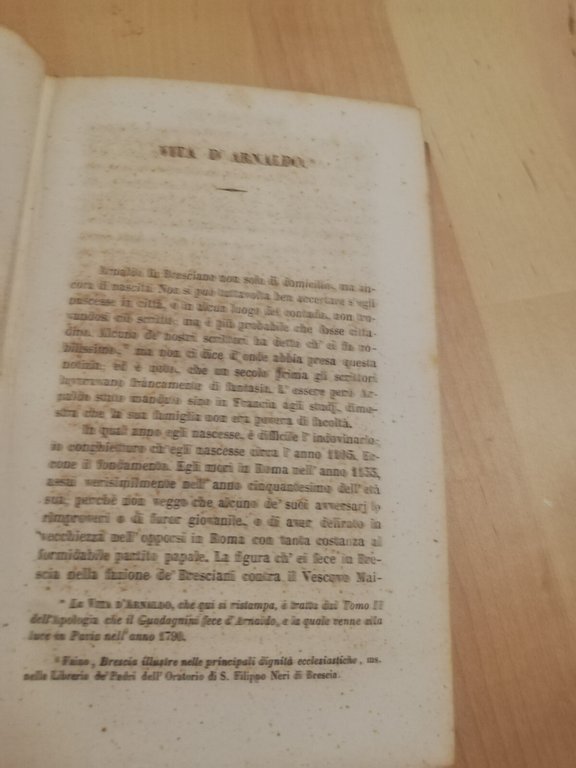 VITA D'ARNALDO.*
Arnaldo fu Bresciano non solo di domicilio, ma an-
cora di nascita. Non si può tuttavolta ben accertare s'egli
nascesse in città, o in alcun luogo del contado, non tro-
vandosi ciò scritto; ma è più probabile che fosse citta-
dino. Alcuno de' nostri scrittori ha detto ch' ei fu no-
bilissimo, ma non ci dice d'onde abbia presa questa
notizia; ed è noto, che un secolo prima gli scrittori
lavoravano francamente di fantasia. L' essere però Ar-
naldo stato mandato sino in Francia agli studj, dimo-
stra che la sua famiglia non era povera di facoltà.
In qual anno egli nascesse, è difficile l' indovinarlo;
io conghietturo ch'egli nascesse circa l' anno 1105. Ec-
cone il fondamento. Egli morì in Roma nell' anno 1155,
assai verisimilmente nell' anno cinquantesimo dell' età
sua, perchè non veggo che alcuno de' suoi avversarj lo
rimproveri o di furor giovanile, o di aver delirato in
vecchiezza nell' opporsi in Roma con tanta costanza al
formidabile partito papale. La figura ch' ei fece in Bre-
scia nella fazione de' Bresciani contra il Vescovo Mai-
* La VITA D'ARNALDO, che qui si ristampa, è tratta dal Tomo II
dell'Apologia che il Guadagnini fece d'Arnaldo, e la quale venne alla
luce in Pavia nell'anno 1790.
Faino, Brescia illustre nelle principali dignità ecclesiastiche, ms.
nella Libraria de' Padri dell' Oratorio di S. Filippo Neri di Brescia.